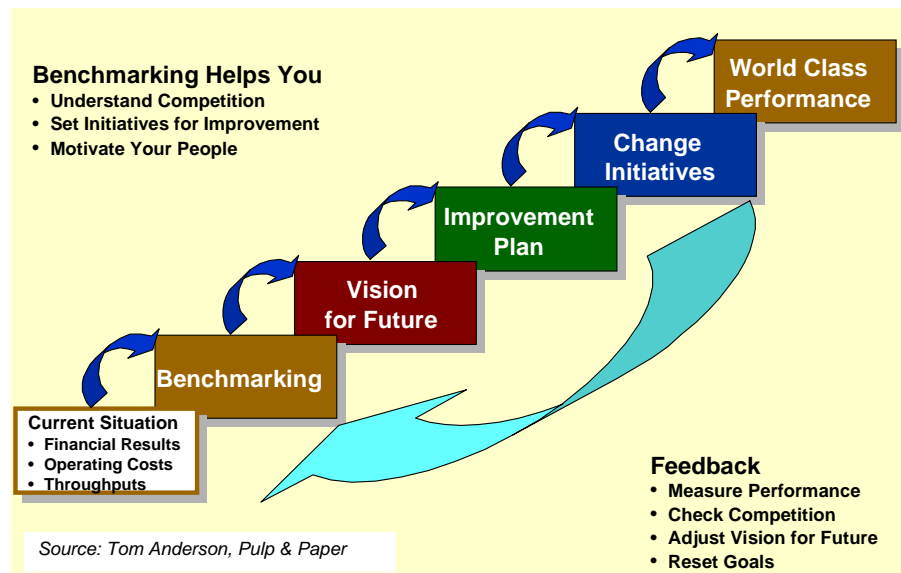 Benchmarking Helps You
• Understand Competition
• Set Initiatives for Improvement
• Motivate Your People
World Class
Performance
Change
Initiatives
Improvement
Plan
Vision
for Future
Benchmarking
Current Situation
• Financial Results
• Operating Costs
• Throughputs
Feedback
• Measure Performance
• Check Competition
• Adjust Vision for Future
• Reset Goals
Source: Tom Anderson, Pulp & Paper